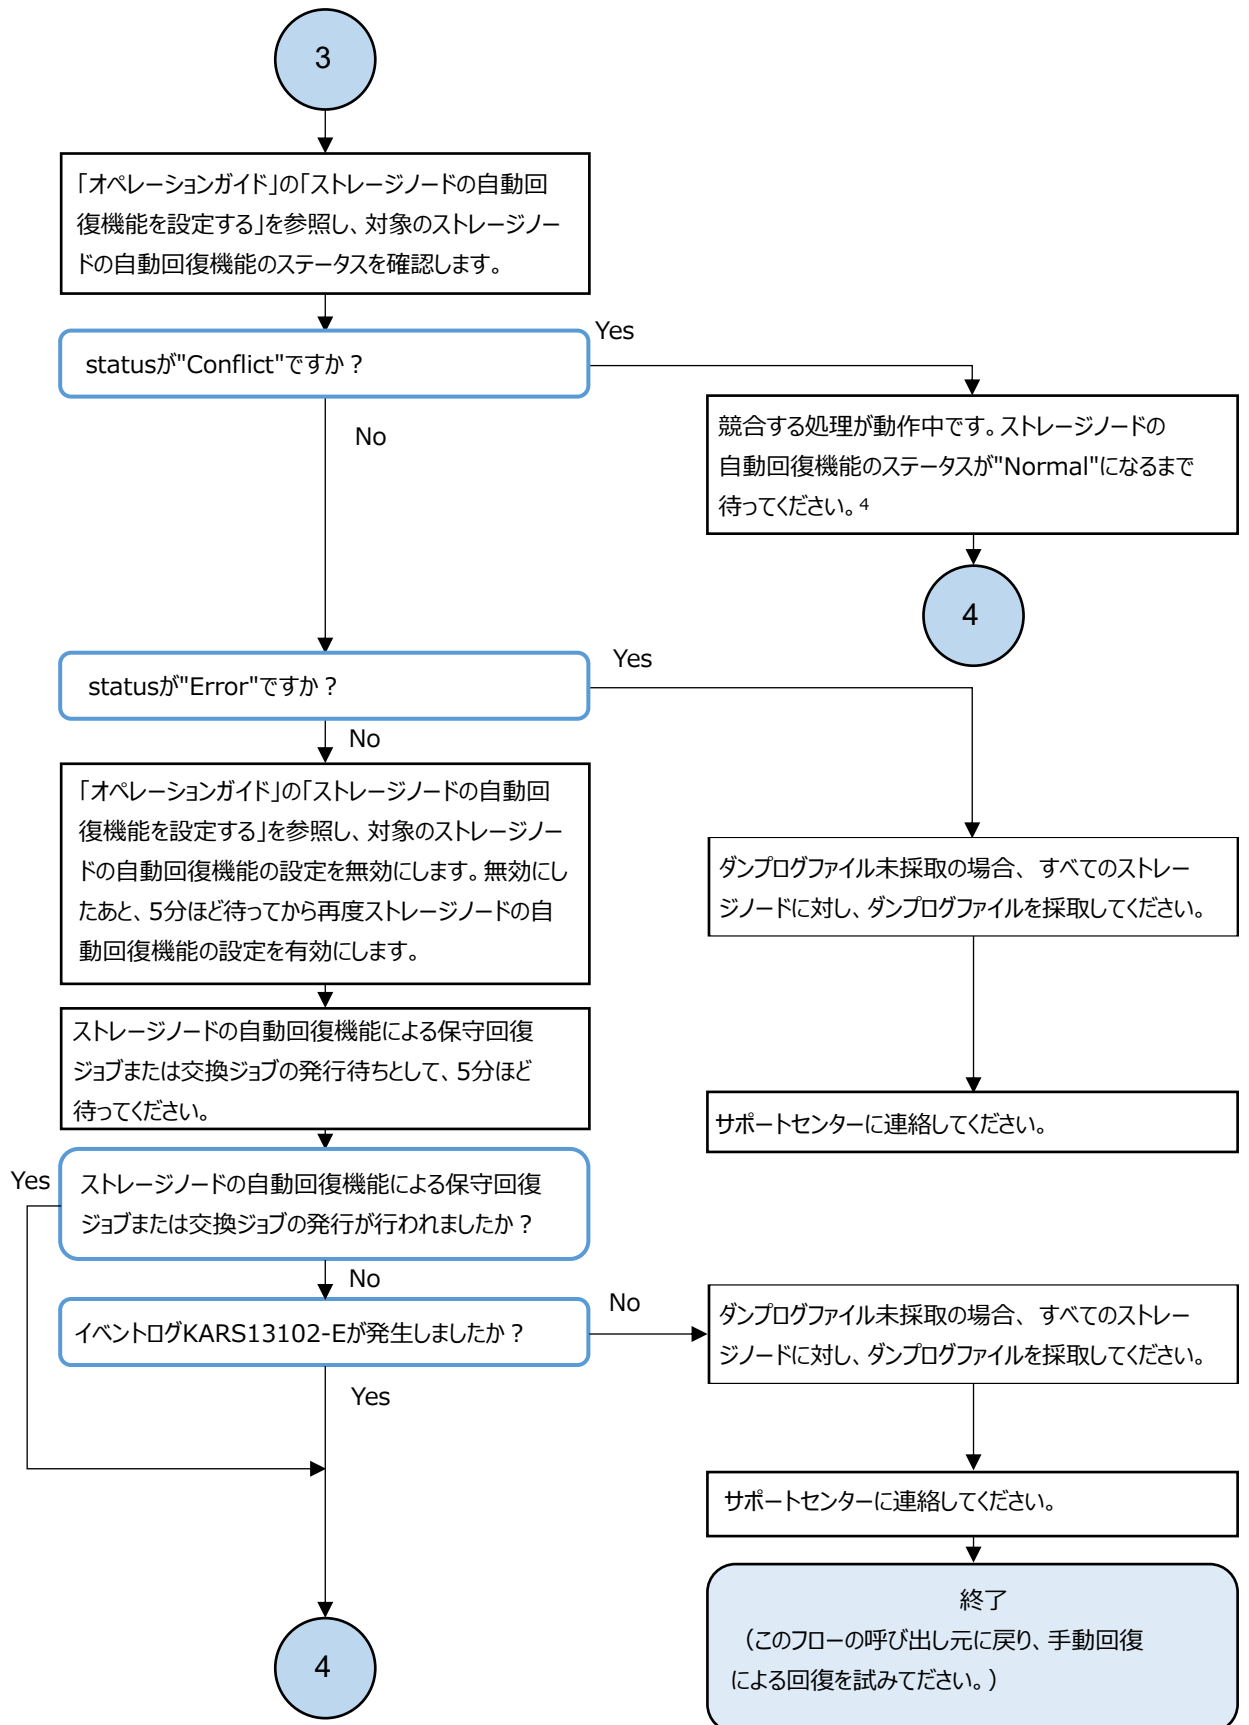 3
「オペレーションガイド」の「ストレージノードの自動回
復機能を設定する」を参照し、対象のストレージノー
ドの自動回復機能のステータスを確認します。
Yes
statusが"Conflict"ですか？
No
競合する処理が動作中です。ストレージノードの
自動回復機能のステータスが"Normal"になるまで
待ってください。4
4
Yes
statusが"Error"ですか？
No
「オペレーションガイド」の「ストレージノードの自動回
復機能を設定する」を参照し、対象のストレージノー
ドの自動回復機能の設定を無効にします。無効にし
たあと、5分ほど待ってから再度ストレージノードの自
動回復機能の設定を有効にします。
ダンプログファイル未採取の場合、すべてのストレー
ジノードに対し、ダンプログファイルを採取してください。
ストレージノードの自動回復機能による保守回復
ジョブまたは交換ジョブの発行待ちとして、5分ほど
待ってください。
サポートセンターに連絡してください。
Yes
ストレージノードの自動回復機能による保守回復
ジョブまたは交換ジョブの発行が行われましたか？
No
イベントログKARS13102-Eが発生しましたか？
No
ダンプログファイル未採取の場合、すべてのストレー
ジノードに対し、ダンプログファイルを採取してください。
Yes
サポートセンターに連絡してください。
終了
（このフローの呼び出し元に戻り、手動回復
による回復を試みてださい。）
4